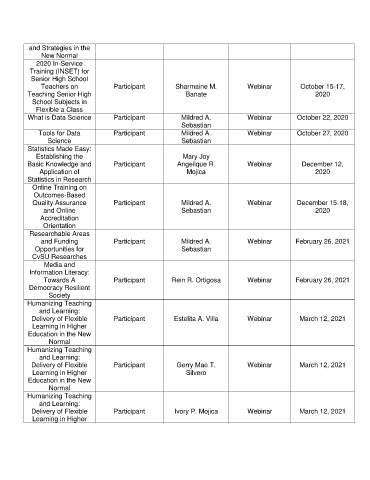 and Strategies in the
New Normal
2020 In-Service
Training (INSET) for
Senior High School
Teachers on
Teaching Senior High
School Subjects in
Flexible a Class
Participant
Sharmaine M.
Banate
Webinar
October 15-17,
2020
What is Data Science
Participant
Mildred A.
Sebastian
Webinar
October 22, 2020
Tools for Data
Science
Participant
Mildred A.
Sebastian
Webinar
October 27, 2020
Statistics Made Easy:
Establishing the
Basic Knowledge and
Application of
Statistics in Research
Participant
Mary Joy
Angelique R.
Mojica
Webinar
December 12,
2020
Online Training on
Outcomes-Based
Quality Assurance
and Online
Accreditation
Orientation
Participant
Mildred A.
Sebastian
Webinar
December 15-18,
2020
Researchable Areas
and Funding
Opportunities for
CvSU Researches
Participant
Mildred A.
Sebastian
Webinar
February 26, 2021
Media and
Information Literacy:
Towards A
Democracy Resilient
Society
Participant
Rein R. Ortigosa
Webinar
February 26, 2021
Humanizing Teaching
and Learning:
Delivery of Flexible
Learning in Higher
Education in the New
Normal
Participant
Estelita A. Villa
Webinar
March 12, 2021
Humanizing Teaching
and Learning:
Delivery of Flexible
Learning in Higher
Education in the New
Normal
Participant
Gerry Mae T.
Silvero
Webinar
March 12, 2021
Humanizing Teaching
and Learning:
Delivery of Flexible
Learning in Higher
Participant
Ivory P. Mojica
Webinar
March 12, 2021